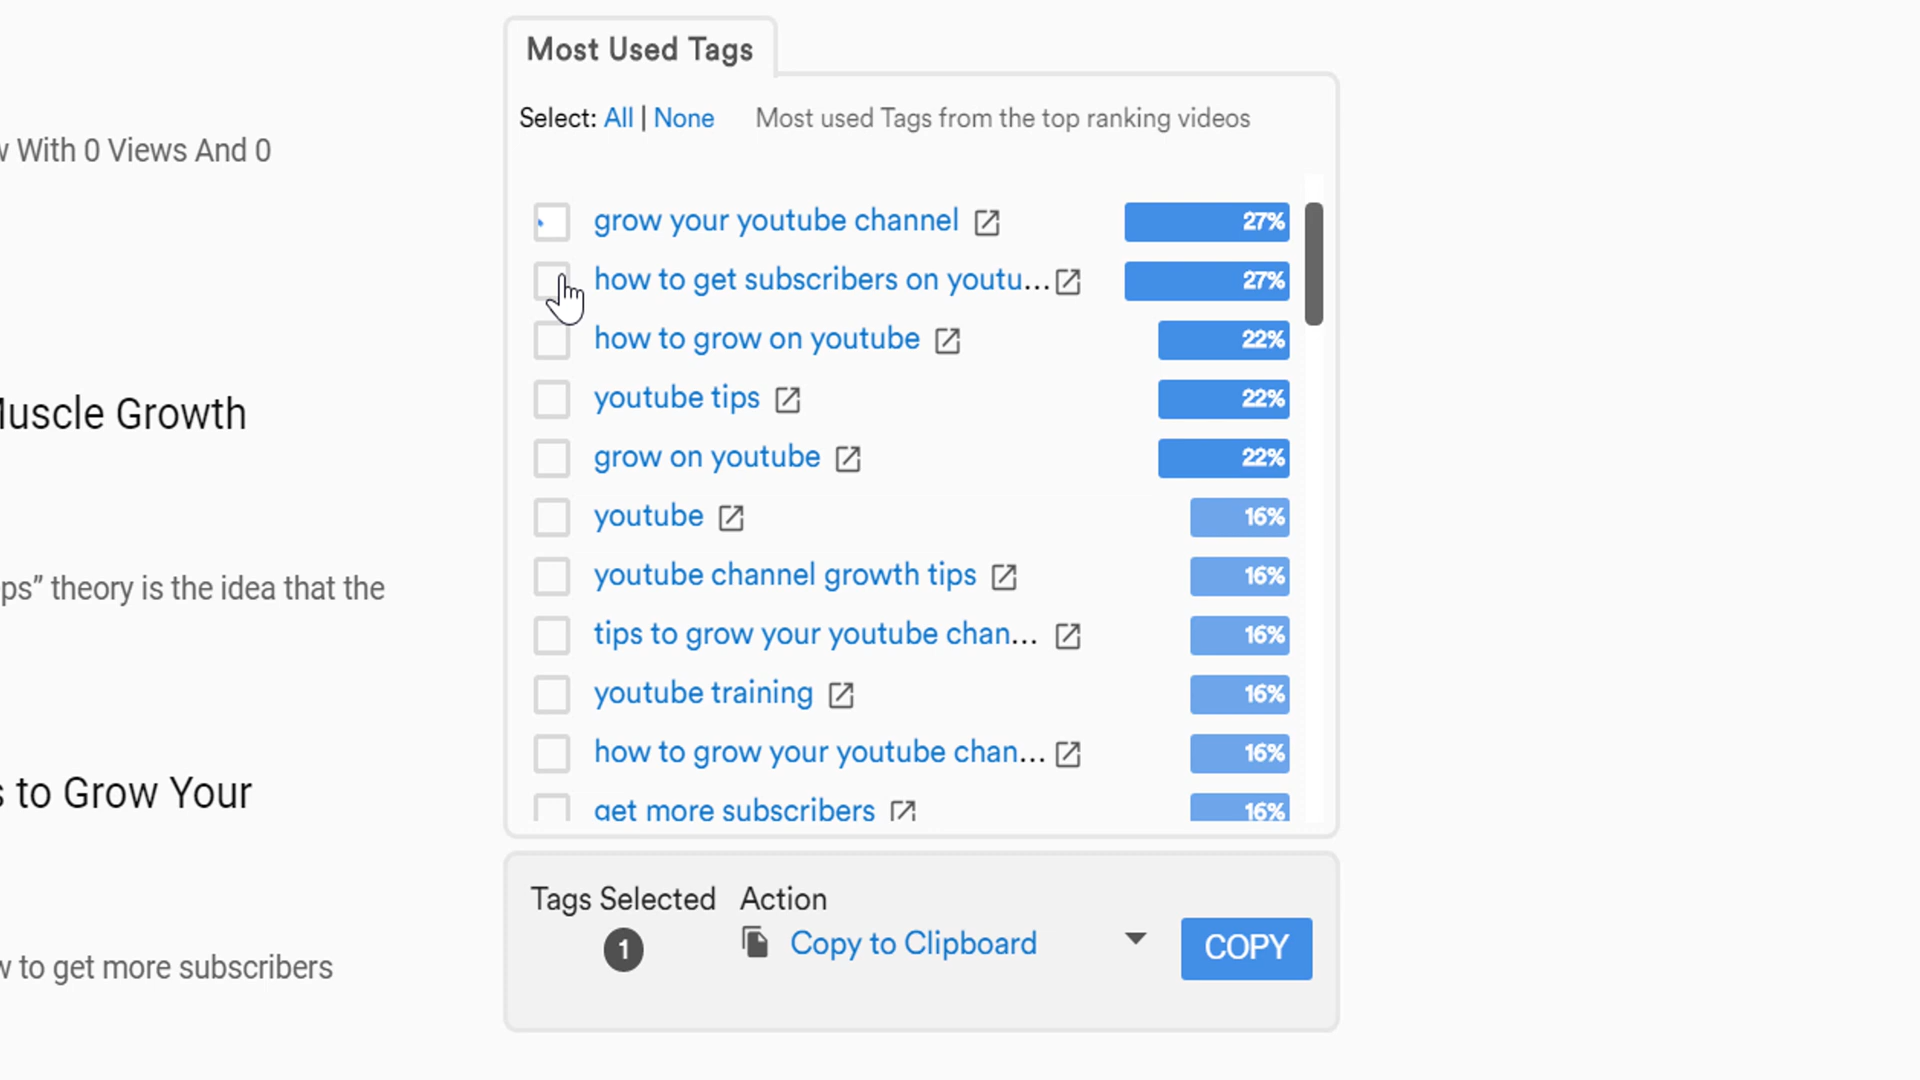 Most Used Tags
Select: All | None Most used Tags from the top ranking videos
With 0 Views And 0
grow your youtube channel 27%
how to get subscribers on youtu... 27%
how to grow on youtube 22%
youtube tips 22%
Growth
grow on youtube 22%
youtube 16%
youtube channel growth tips 16%
theory is the idea that the
tips to grow your youtube chan... 16%
youtube training 16%
how to grow your youtube chan... 16%
to Grow Your
get more subscribers 16%
Tags Selected Action
1 Copy to Clipboard COPY
to get more subscribers